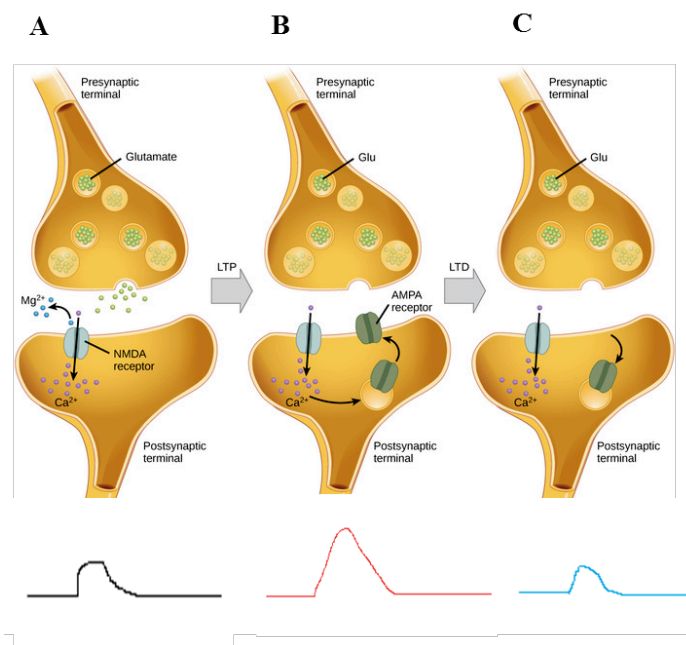 A
B
C
Presynaptic
terminal
Glutamate
Mg2+
NMDA
receptor
Ca2+
Postsynaptic
terminal
LTP
Presynaptic
terminal
Glu
AMPA
receptor
Ca2+
Postsynaptic
terminal
LTD
Presynaptic
terminal
Glu
Ca2+
Postsynaptic
terminal